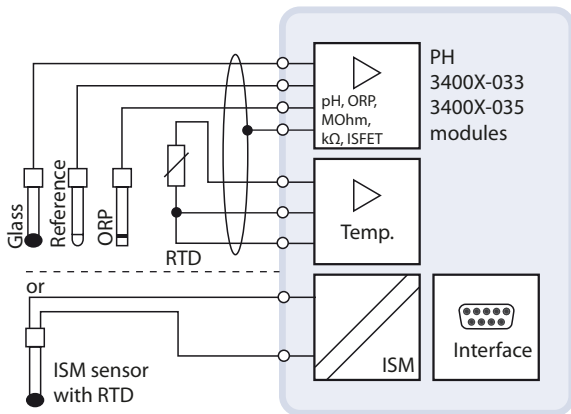 PH
3400X-033
3400X-035
modules
pH, ORP,
MOhm,
kΩ, ISFET
Temp.
Glass
Reference
ORP
RTD
or
ISM sensor
with RTD
ISM
Interface